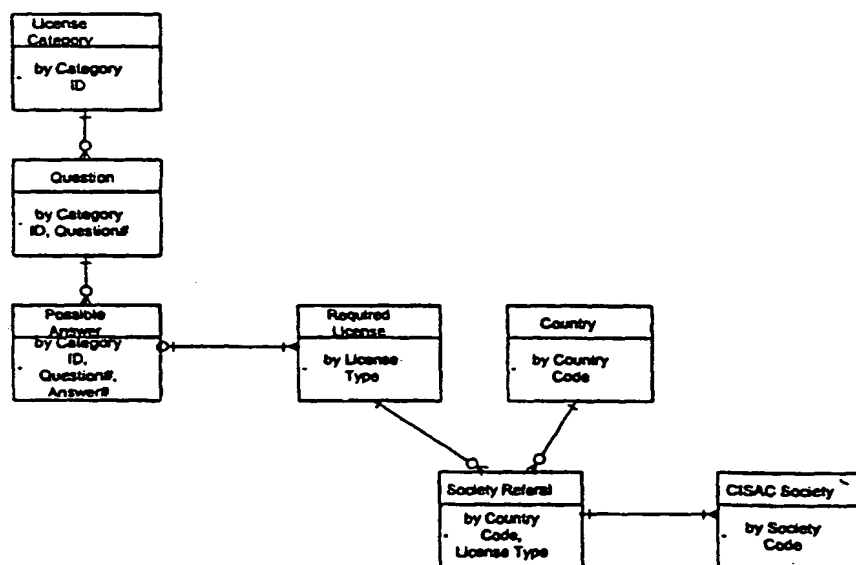 License
Category
by Category
ID
Question
by Category
ID, Question#
Possible
Answer
by Category
ID,
Question#,
Answer#
Required
License
by License
Type
Country
by Country
Code
Society Referal
by Country
Code,
License Type
CISAC Society
by Society
Code